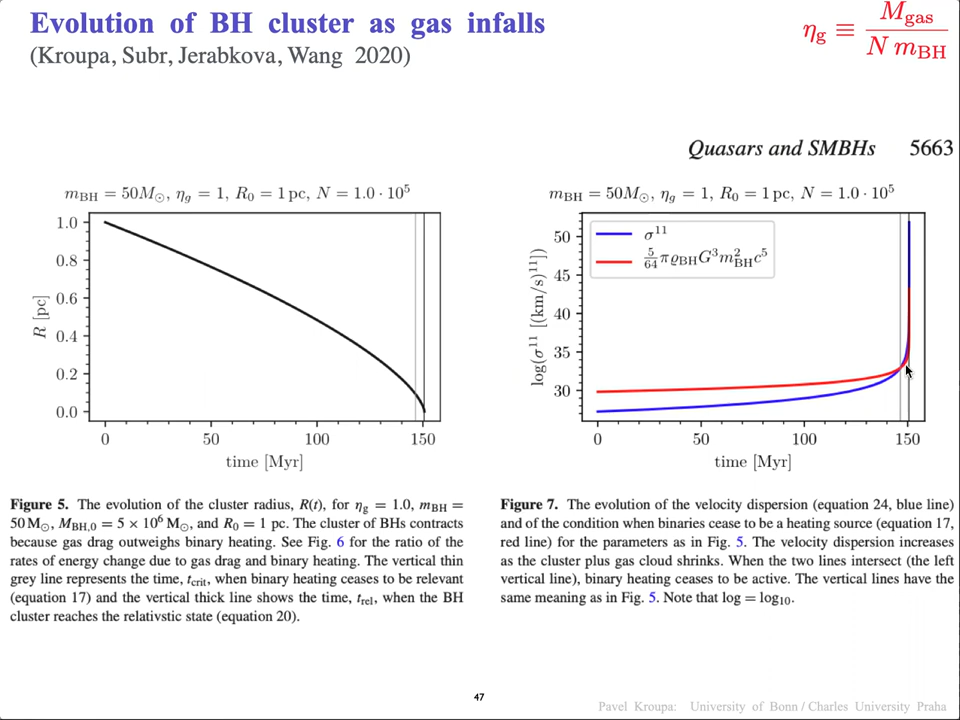 Evolution of BH cluster as gas infalls
(Kroupa, Subr, Jerabkova, Wang 2020)
ηg ≡ Mgas / N mBH
Quasars and SMBHs 5663
mBH = 50M⊙, ηg = 1, R0 = 1 pc, N = 1.0 · 10⁵
1.0
0.8
0.6
0.4
0.2
0.0
R [pc]
0 50 100 150
time [Myr]
mBH = 50M⊙, ηg = 1, R0 = 1 pc, N = 1.0 · 10⁵
σ¹¹
5/64 πϱBHG³m²BHc⁵
50
45
40
35
30
log(σ¹¹ [(km/s)¹¹])
0 50 100 150
time [Myr]
Figure 5. The evolution of the cluster radius, R(t), for ηg = 1.0, mBH =
50 M⊙, MBH,0 = 5 × 10⁶ M⊙, and R0 = 1 pc. The cluster of BHs contracts
because gas drag outweighs binary heating. See Fig. 6 for the ratio of the
rates of energy change due to gas drag and binary heating. The vertical thin
grey line represents the time, tcrit, when binary heating ceases to be relevant
(equation 17) and the vertical thick line shows the time, trel, when the BH
cluster reaches the relativstic state (equation 20).
Figure 7. The evolution of the velocity dispersion (equation 24, blue line)
and of the condition when binaries cease to be a heating source (equation 17,
red line) for the parameters as in Fig. 5. The velocity dispersion increases
as the cluster plus gas cloud shrinks. When the two lines intersect (the left
vertical line), binary heating ceases to be active. The vertical lines have the
same meaning as in Fig. 5. Note that log = log₁₀.
47
Pavel Kroupa: University of Bonn / Charles University Praha